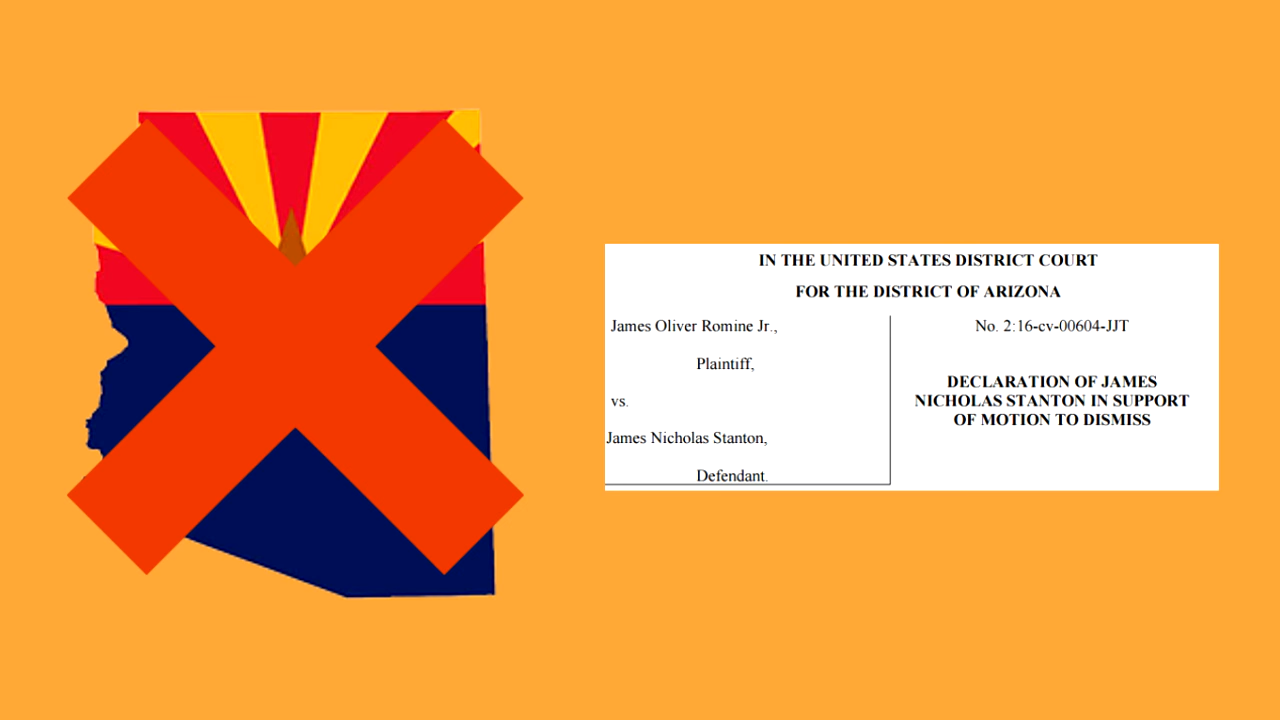 IN THE UNITED STATES DISTRICT COURT
FOR THE DISTRICT OF ARIZONA
James Oliver Romine Jr.,
Plaintiff,
vs.
James Nicholas Stanton,
Defendant.
No. 2:16-cv-00604-JJT
DECLARATION OF JAMES
NICHOLAS STANTON IN SUPPORT
OF MOTION TO DISMISS